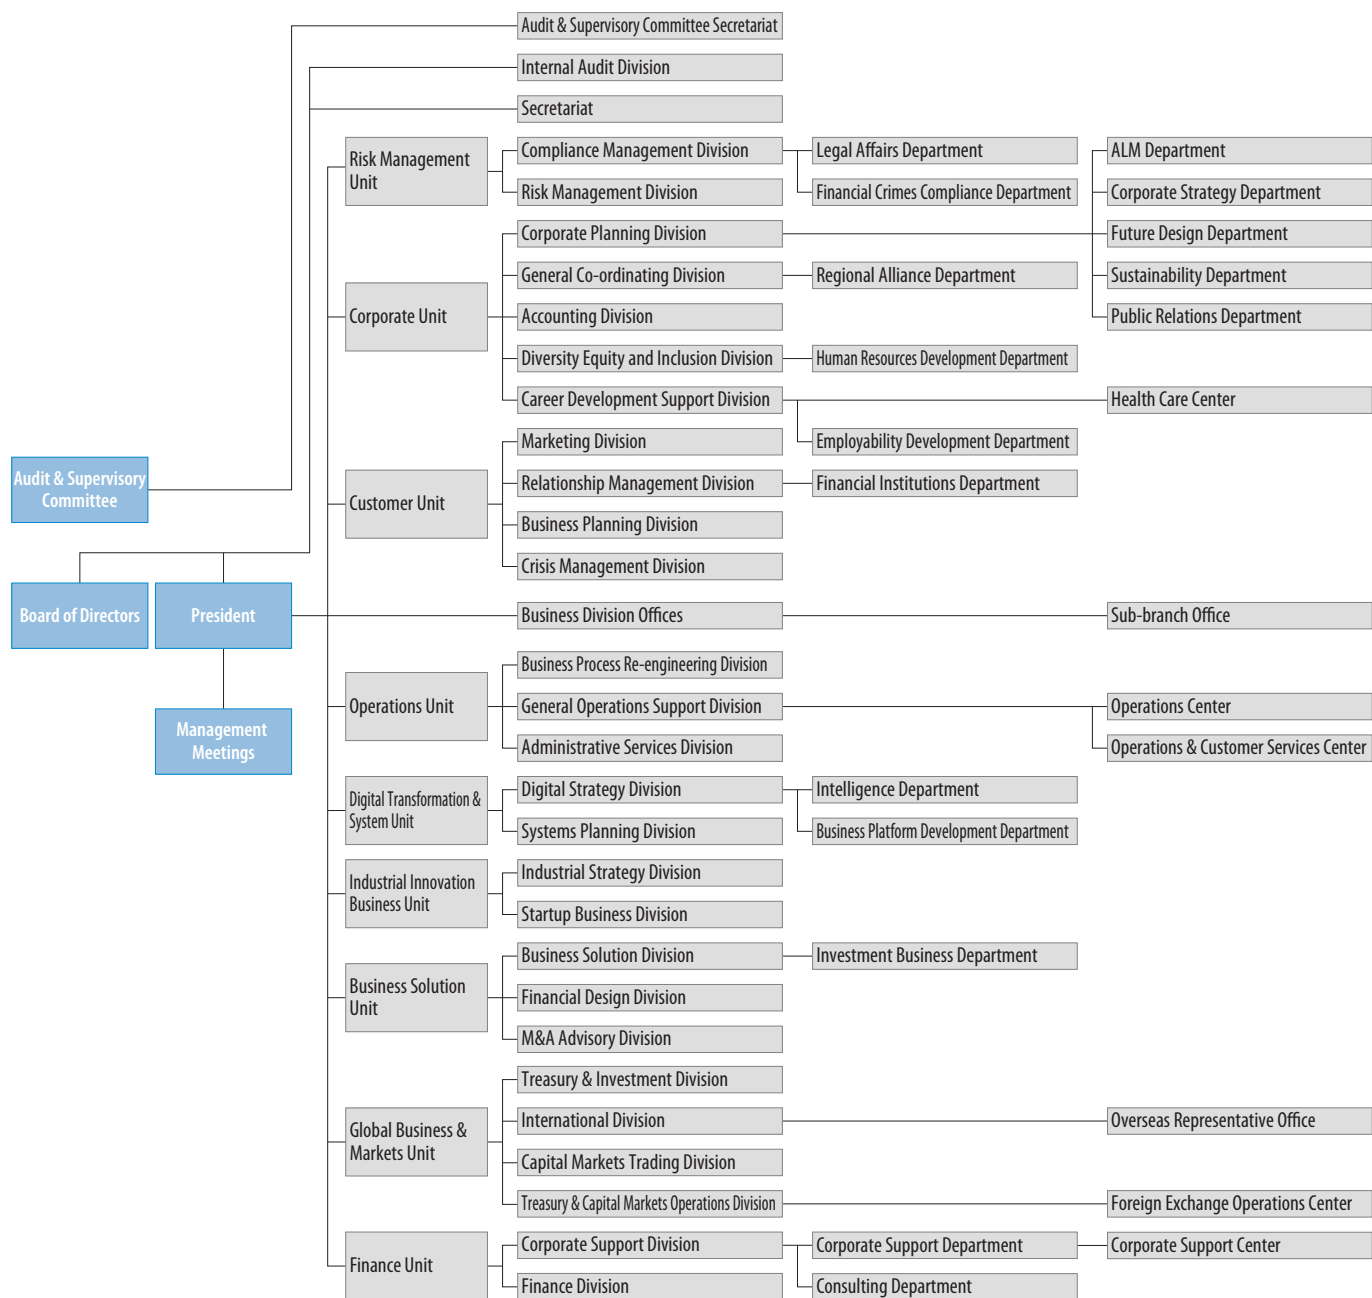 Audit & Supervisory Committee Secretariat
Internal Audit Division
Secretariat
Risk Management
Unit
Compliance Management Division
Legal Affairs Department
ALM Department
Risk Management Division
Financial Crimes Compliance Department
Corporate Strategy Department
Corporate Planning Division
Future Design Department
General Co-ordinating Division
Regional Alliance Department
Sustainability Department
Corporate Unit
Accounting Division
Public Relations Department
Diversity Equity and Inclusion Division
Human Resources Development Department
Career Development Support Division
Health Care Center
Marketing Division
Employability Development Department
Audit & Supervisory
Committee
Customer Unit
Relationship Management Division
Financial Institutions Department
Business Planning Division
Crisis Management Division
Board of Directors
President
Business Division Offices
Sub-branch Office
Management
Meetings
Operations Unit
Business Process Re-engineering Division
General Operations Support Division
Operations Center
Administrative Services Division
Operations & Customer Services Center
Digital Transformation &
System Unit
Digital Strategy Division
Intelligence Department
Systems Planning Division
Business Platform Development Department
Industrial Innovation
Business Unit
Industrial Strategy Division
Startup Business Division
Business Solution
Unit
Business Solution Division
Investment Business Department
Financial Design Division
M&A Advisory Division
Global Business &
Markets Unit
Treasury & Investment Division
International Division
Overseas Representative Office
Capital Markets Trading Division
Treasury & Capital Markets Operations Division
Foreign Exchange Operations Center
Finance Unit
Corporate Support Division
Corporate Support Department
Corporate Support Center
Finance Division
Consulting Department